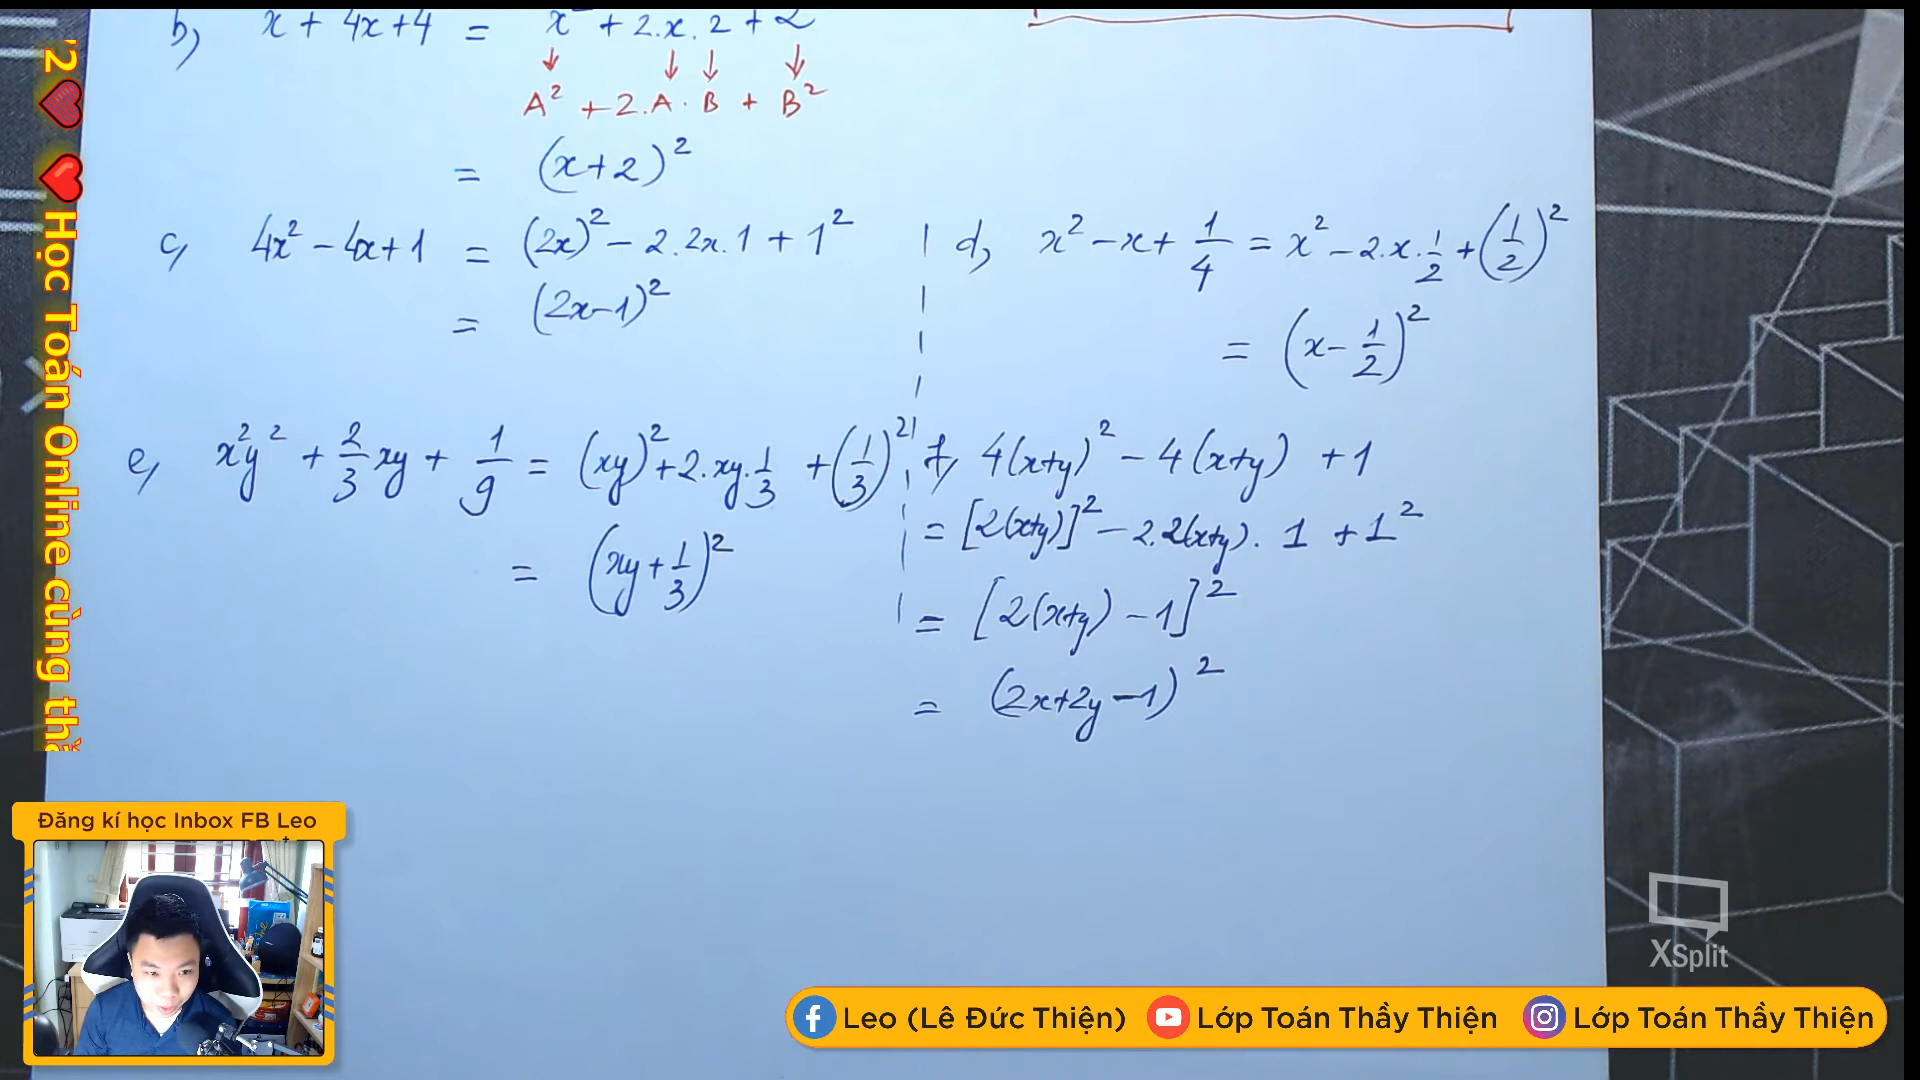 b, x + 4x + 4 = x² + 2.x.2 + 2
A² + 2.A.B + B²
= (x+2)²
c, 4x² - 4x + 1 = (2x)² - 2.2x.1 + 1²
= (2x-1)²
d, x² - x + 1/4 = x² - 2.x.1/2 + (1/2)²
= (x - 1/2)²
e, x²y² + 2/3 xy + 1/9 = (xy)² + 2.xy.1/3 + (1/3)²
= (xy + 1/3)²
f, 4(x+y)² - 4(x+y) + 1
= [2(x+y)]² - 2.2(x+y).1 + 1²
= [2(x+y) - 1]²
= (2x+2y-1)²
'2 ❤ ❤ Học Toán Online cùng
Đăng kí học Inbox FB Leo
XSplit
Leo (Lê Đức Thiện) Lớp Toán Thầy Thiện Lớp Toán Thầy Thiện